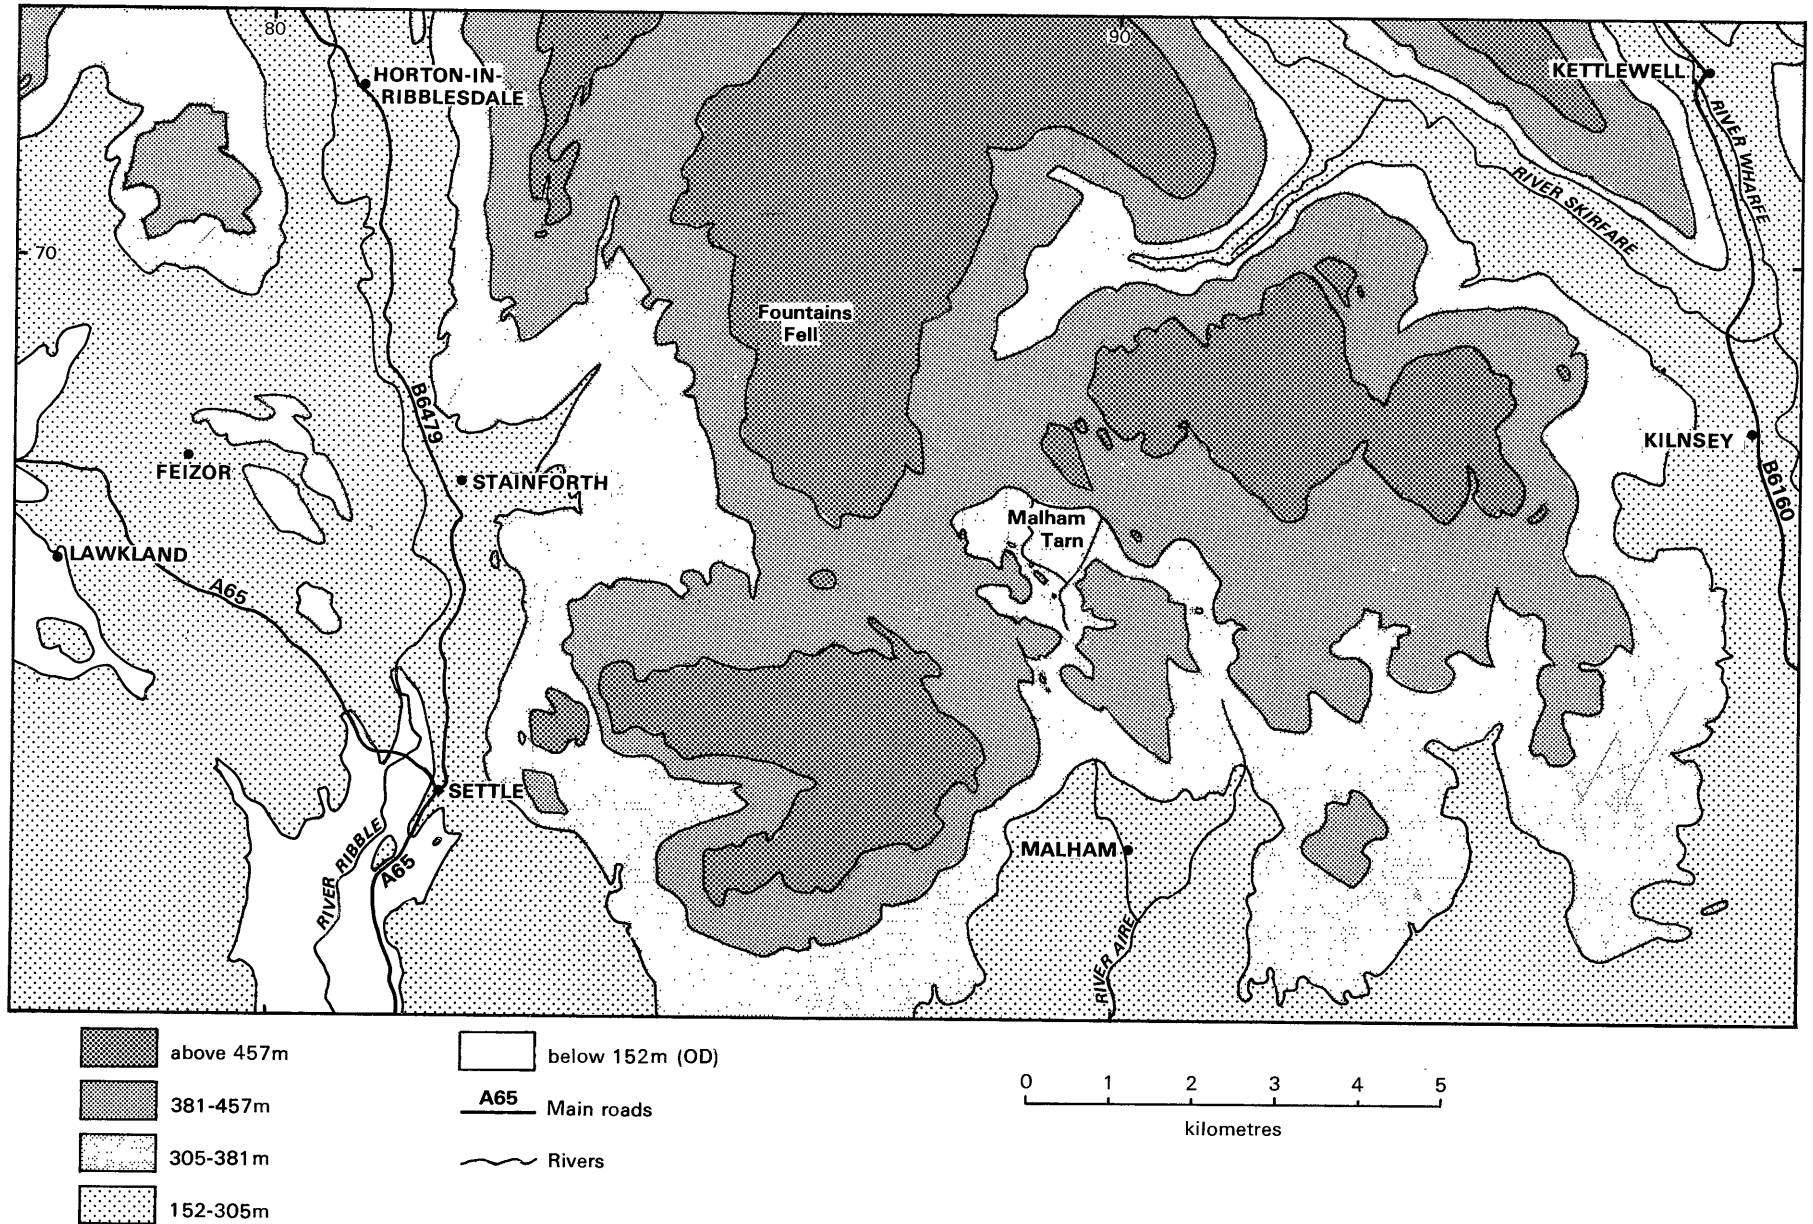 80
90
HORTON-IN-
RIBBLESDALE
KETTLEWELL
RIVER WHARFE
RIVER SKIRFARE
70
Fountains
Fell
B6479
FEIZOR
STAINFORTH
KILNSEY
B6160
Malham
Tarn
LAWKLAND
A65
SETTLE
RIVER RIBBLE
A65
MALHAM
RIVER AIRE
above 457m
381-457m
305-381m
152-305m
below 152m (OD)
A65 Main roads
Rivers
0 1 2 3 4 5
kilometres